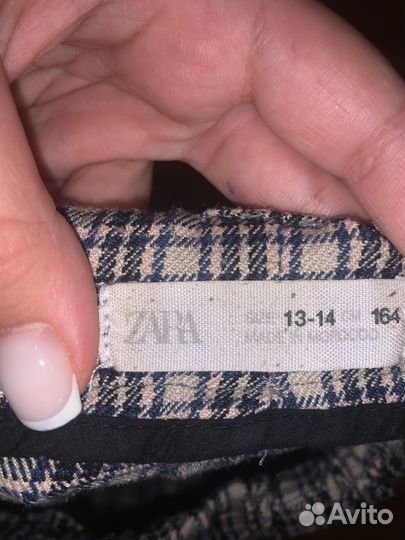 ZARA
SIZE 13-14 CM 164
MADE IN MOROCCO
Avito